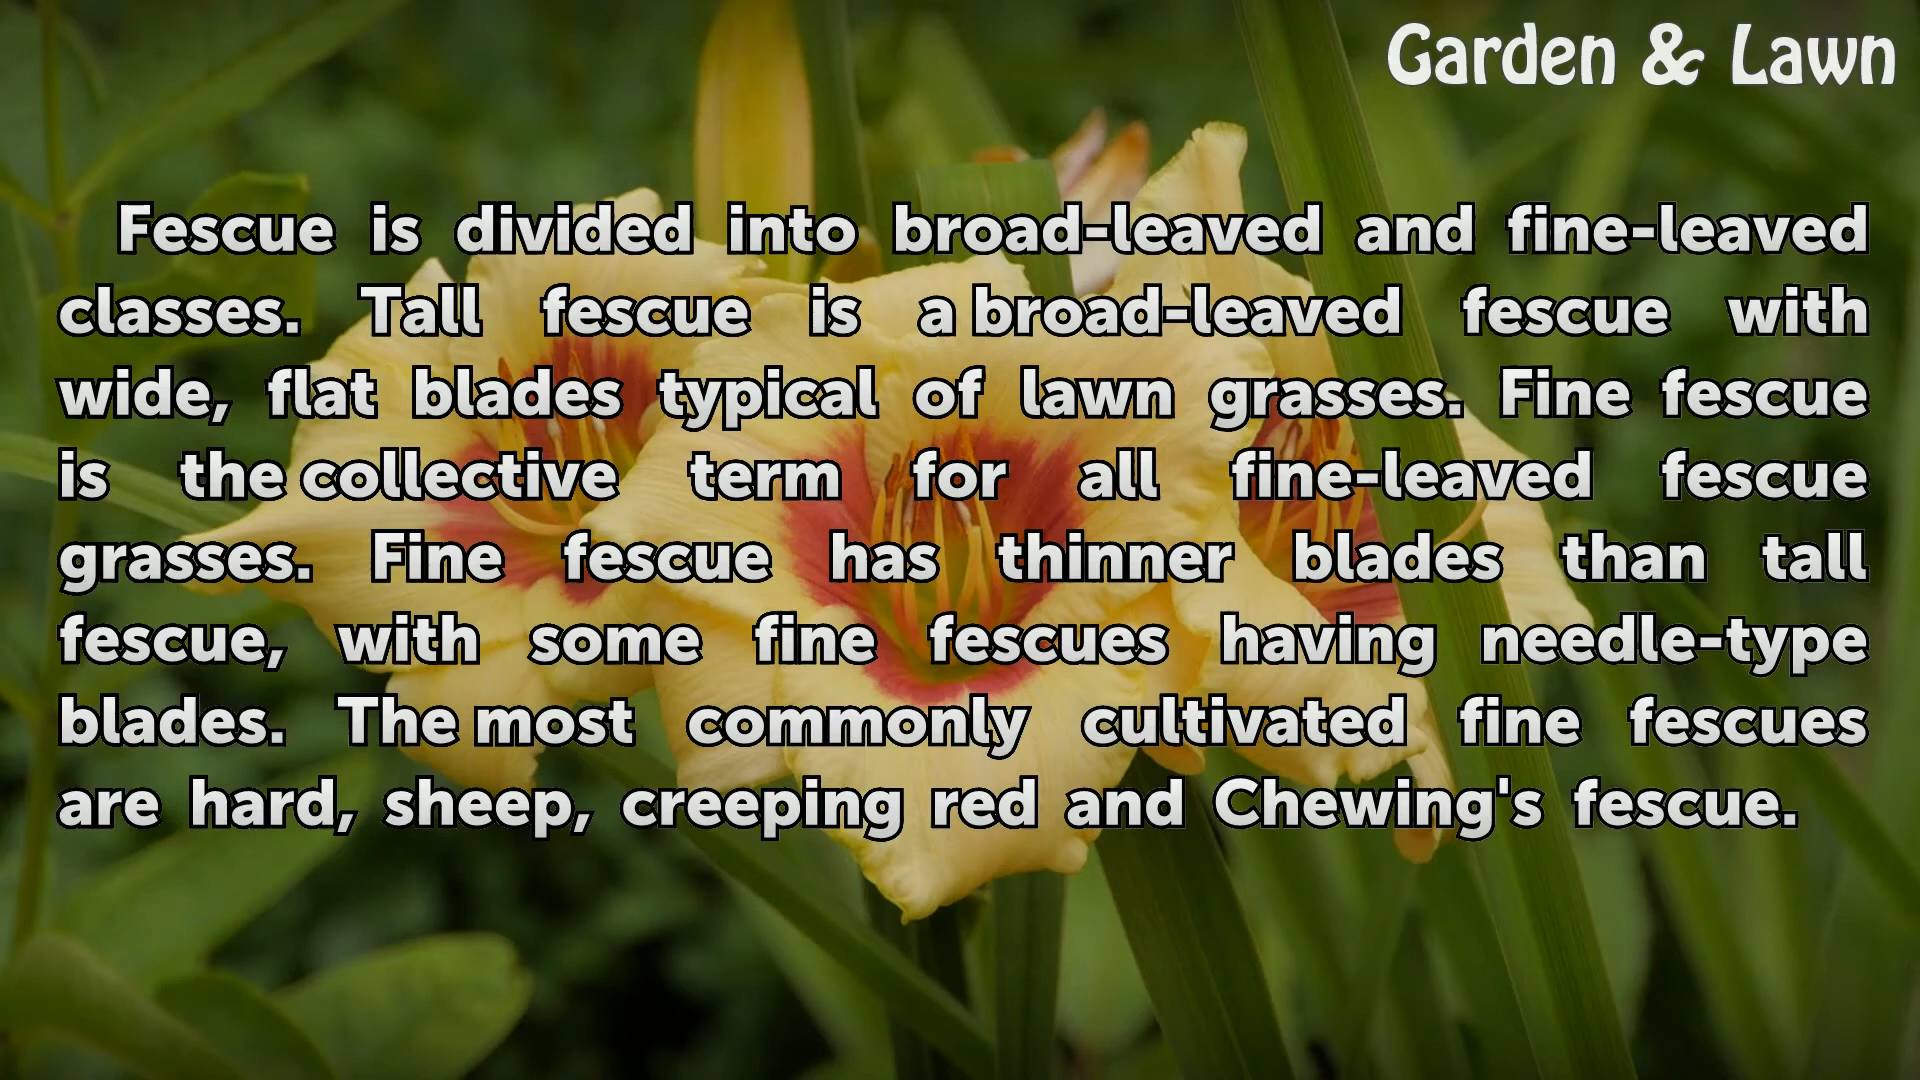 Garden & Lawn
Fescue is divided into broad-leaved and fine-leaved
classes. Tall fescue is a broad-leaved fescue with
wide, flat blades typical of lawn grasses. Fine fescue
is the collective term for all fine-leaved fescue
grasses. Fine fescue has thinner blades than tall
fescue, with some fine fescues having needle-type
blades. The most commonly cultivated fine fescues
are hard, sheep, creeping red and Chewing's fescue.